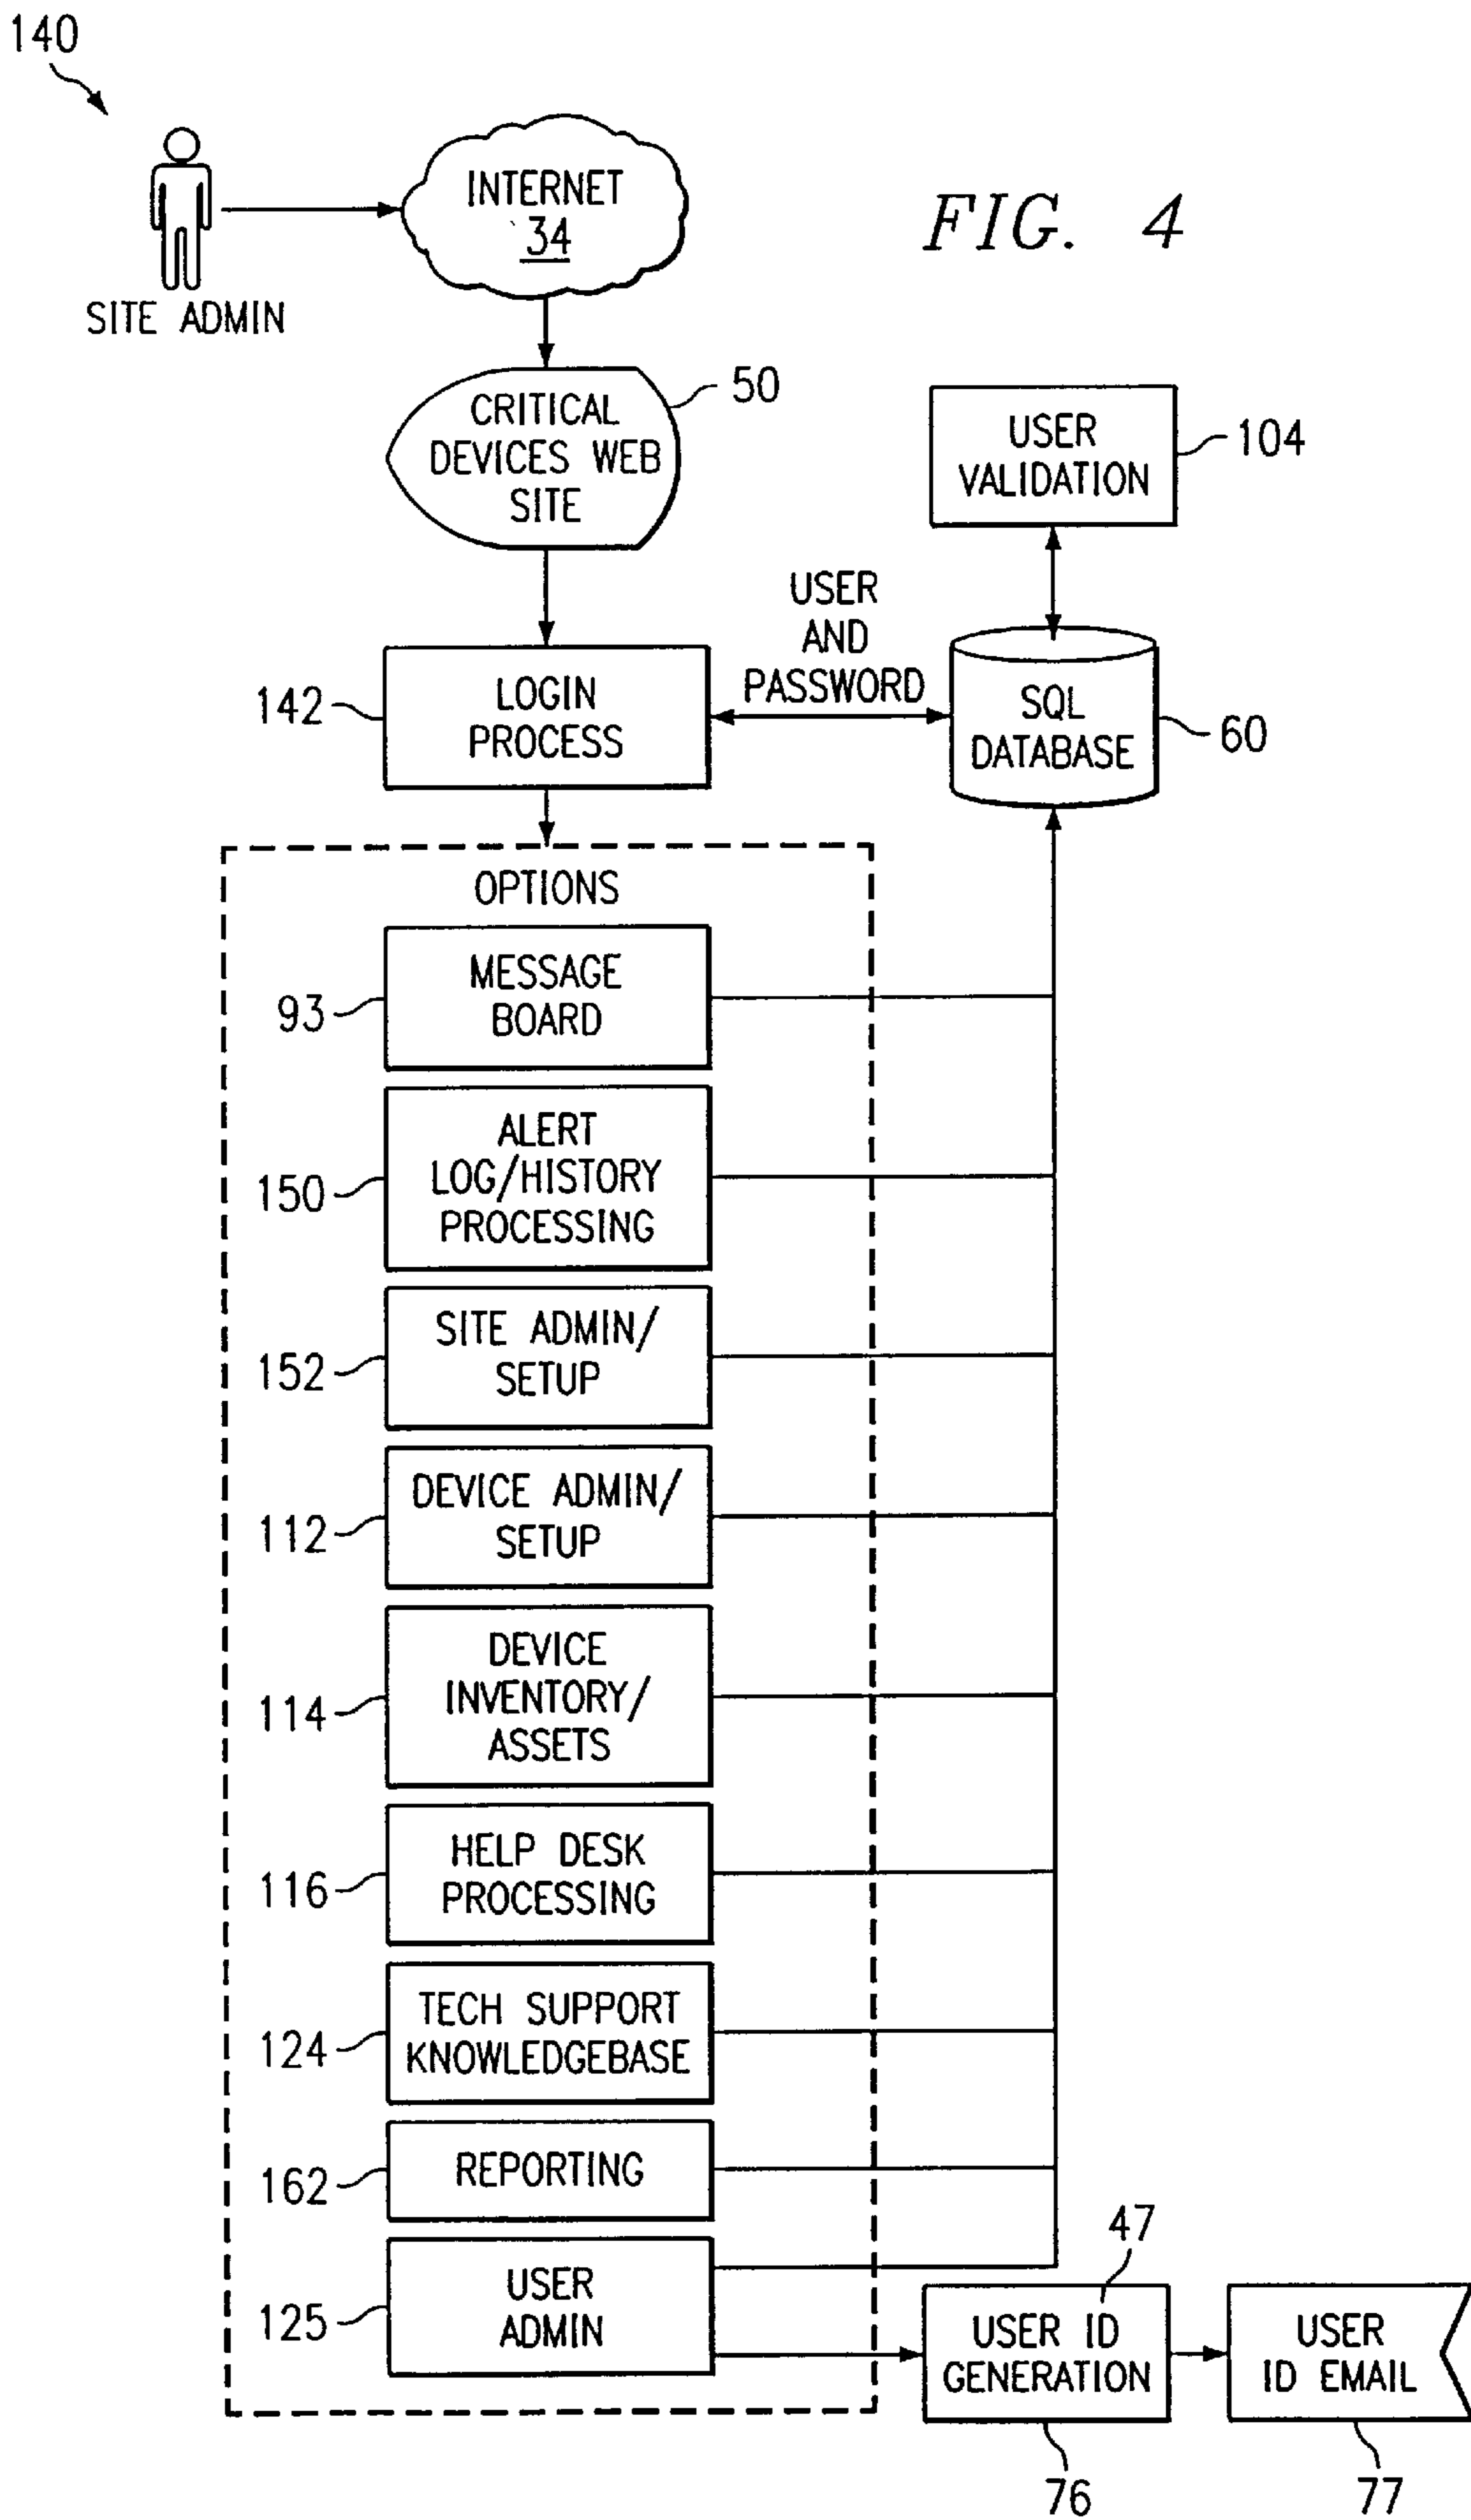 140
INTERNET
34
FIG. 4
SITE ADMIN
CRITICAL
DEVICES WEB
SITE
50
USER
VALIDATION
104
USER
AND
PASSWORD
142
LOGIN
PROCESS
SQL
DATABASE
60
OPTIONS
MESSAGE
BOARD
93
ALERT
LOG/HISTORY
PROCESSING
150
SITE ADMIN/
SETUP
152
DEVICE ADMIN/
SETUP
112
DEVICE
INVENTORY/
ASSETS
114
HELP DESK
PROCESSING
116
TECH SUPPORT
KNOWLEDGEBASE
124
REPORTING
162
USER
ADMIN
125
47
USER ID
GENERATION
76
USER
ID EMAIL
77